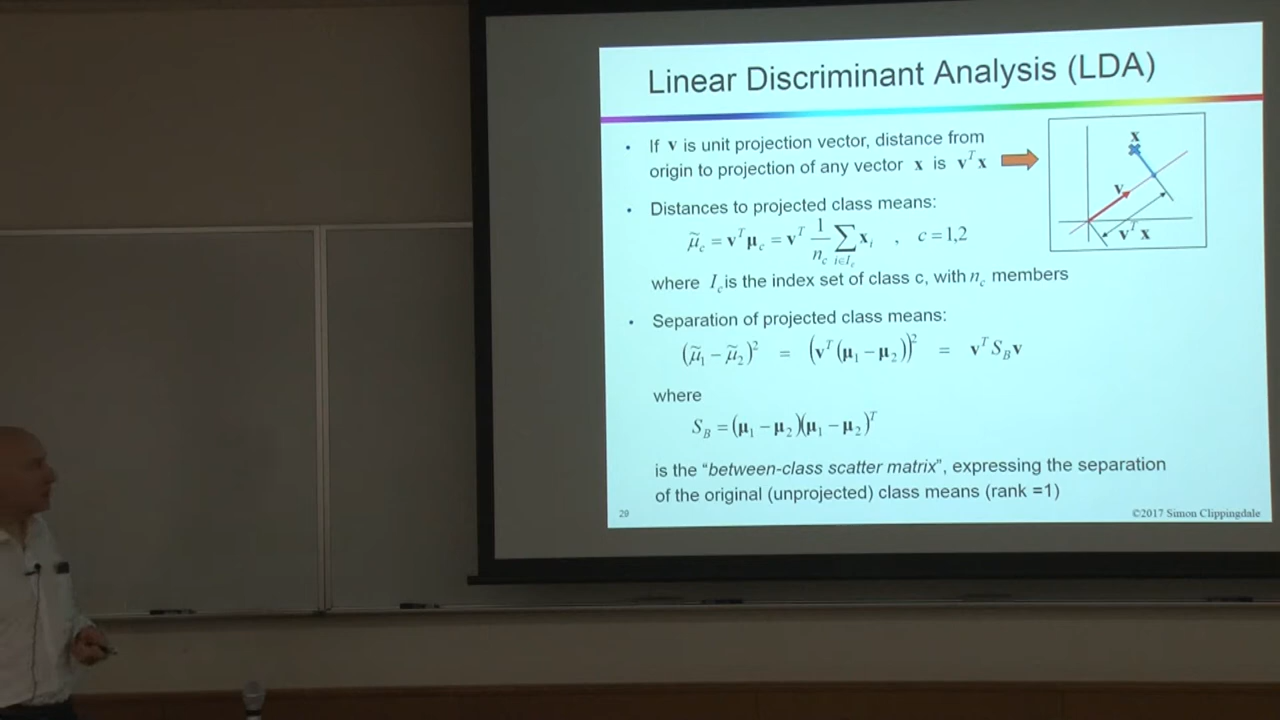 Linear Discriminant Analysis (LDA)
• If v is unit projection vector, distance from
origin to projection of any vector x is vᵀx
x
v
vᵀx
• Distances to projected class means:
μ̃_c = vᵀμ_c = vᵀ 1/n_c ∑_{i∈I_c} x_i , c = 1,2
where I_c is the index set of class c, with n_c members
• Separation of projected class means:
(μ̃₁ − μ̃₂)² = (vᵀ(μ₁ − μ₂))² = vᵀS_Bv
where
S_B = (μ₁ − μ₂)(μ₁ − μ₂)ᵀ
is the “between-class scatter matrix”, expressing the separation
of the original (unprojected) class means (rank =1)
29
©2017 Simon Clippingdale